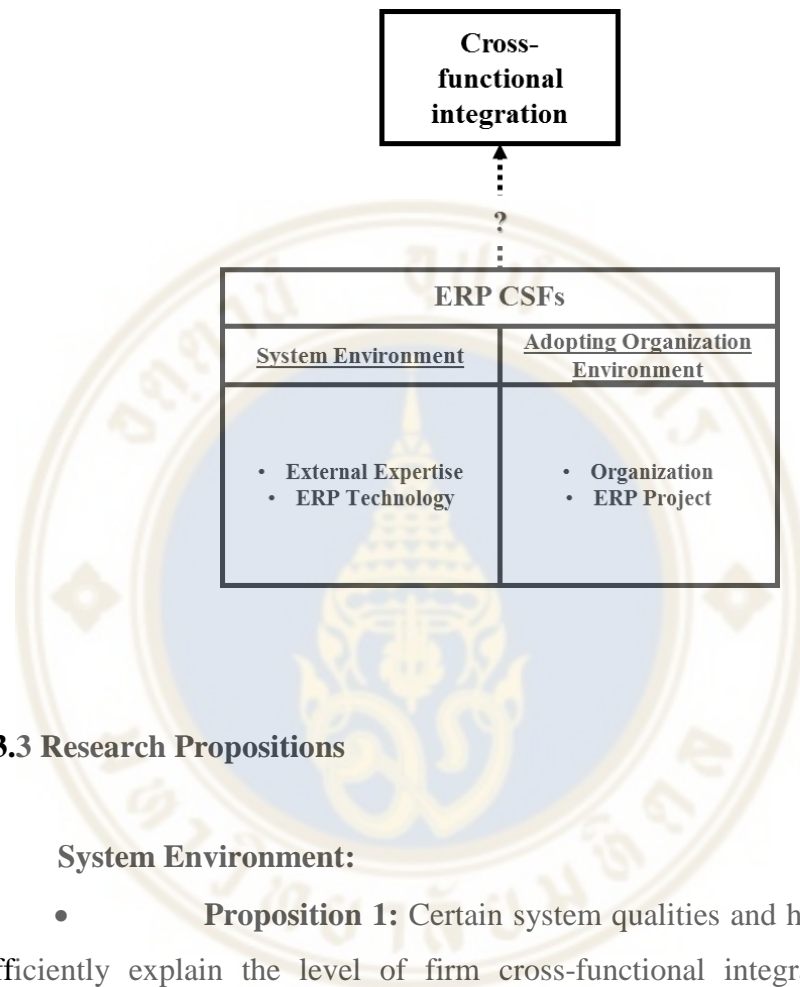 Cross-
functional
integration
?
ERP CSFs
System Environment
Adopting Organization
Environment
• External Expertise
• ERP Technology
• Organization
• ERP Project
3.3 Research Propositions
System Environment:
• Proposition 1: Certain system qualities and h
fficiently explain the level of firm cross-functional integr